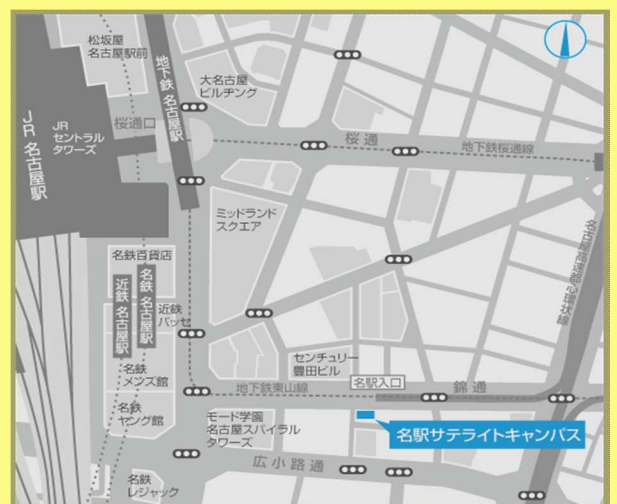 松坂屋
名古屋駅前
地下鉄 名古屋駅
大名古屋
ビルヂング
桜通口
JR 名古屋駅
JR
セントラル
タワーズ
桜通
地下鉄桜通線
ミッドランド
スクエア
名古屋高速都心環状線
名鉄百貨店
名鉄 名古屋駅
近鉄 名古屋駅
近鉄
パッセ
センチュリー
豊田ビル
名鉄
メンズ館
地下鉄東山線
名駅入口
錦通
名鉄
ヤング館
モード学園
名古屋スパイラル
タワーズ
名駅サテライトキャンパス
広小路通
名鉄
レジャック